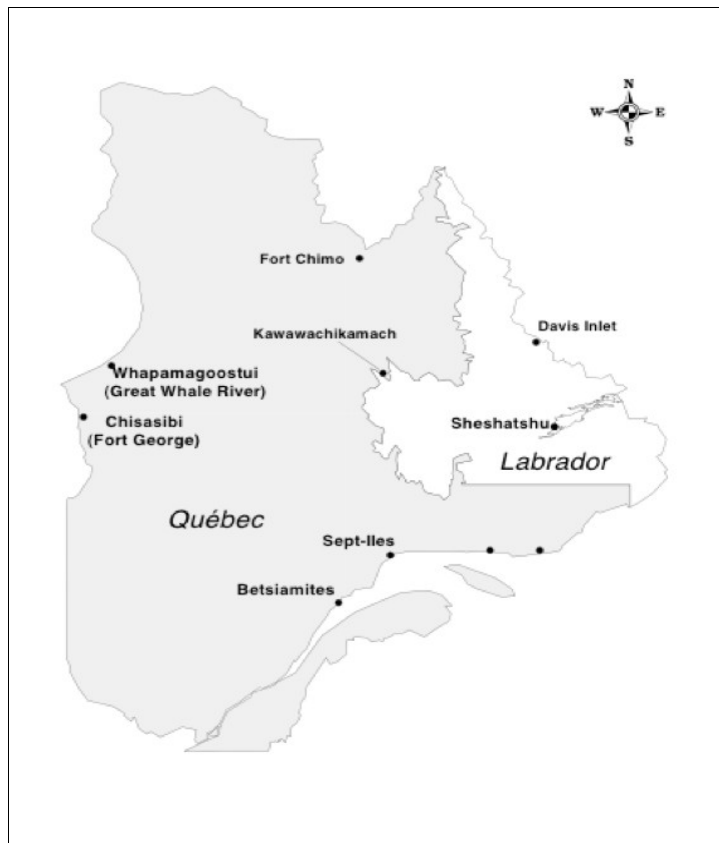 N
W E
S
Fort Chimo
Kawawachikamach
Davis Inlet
Whapamagoostui
(Great Whale River)
Chisasibi
(Fort George)
Sheshatshu
Labrador
Québec
Sept-Iles
Betsiamites